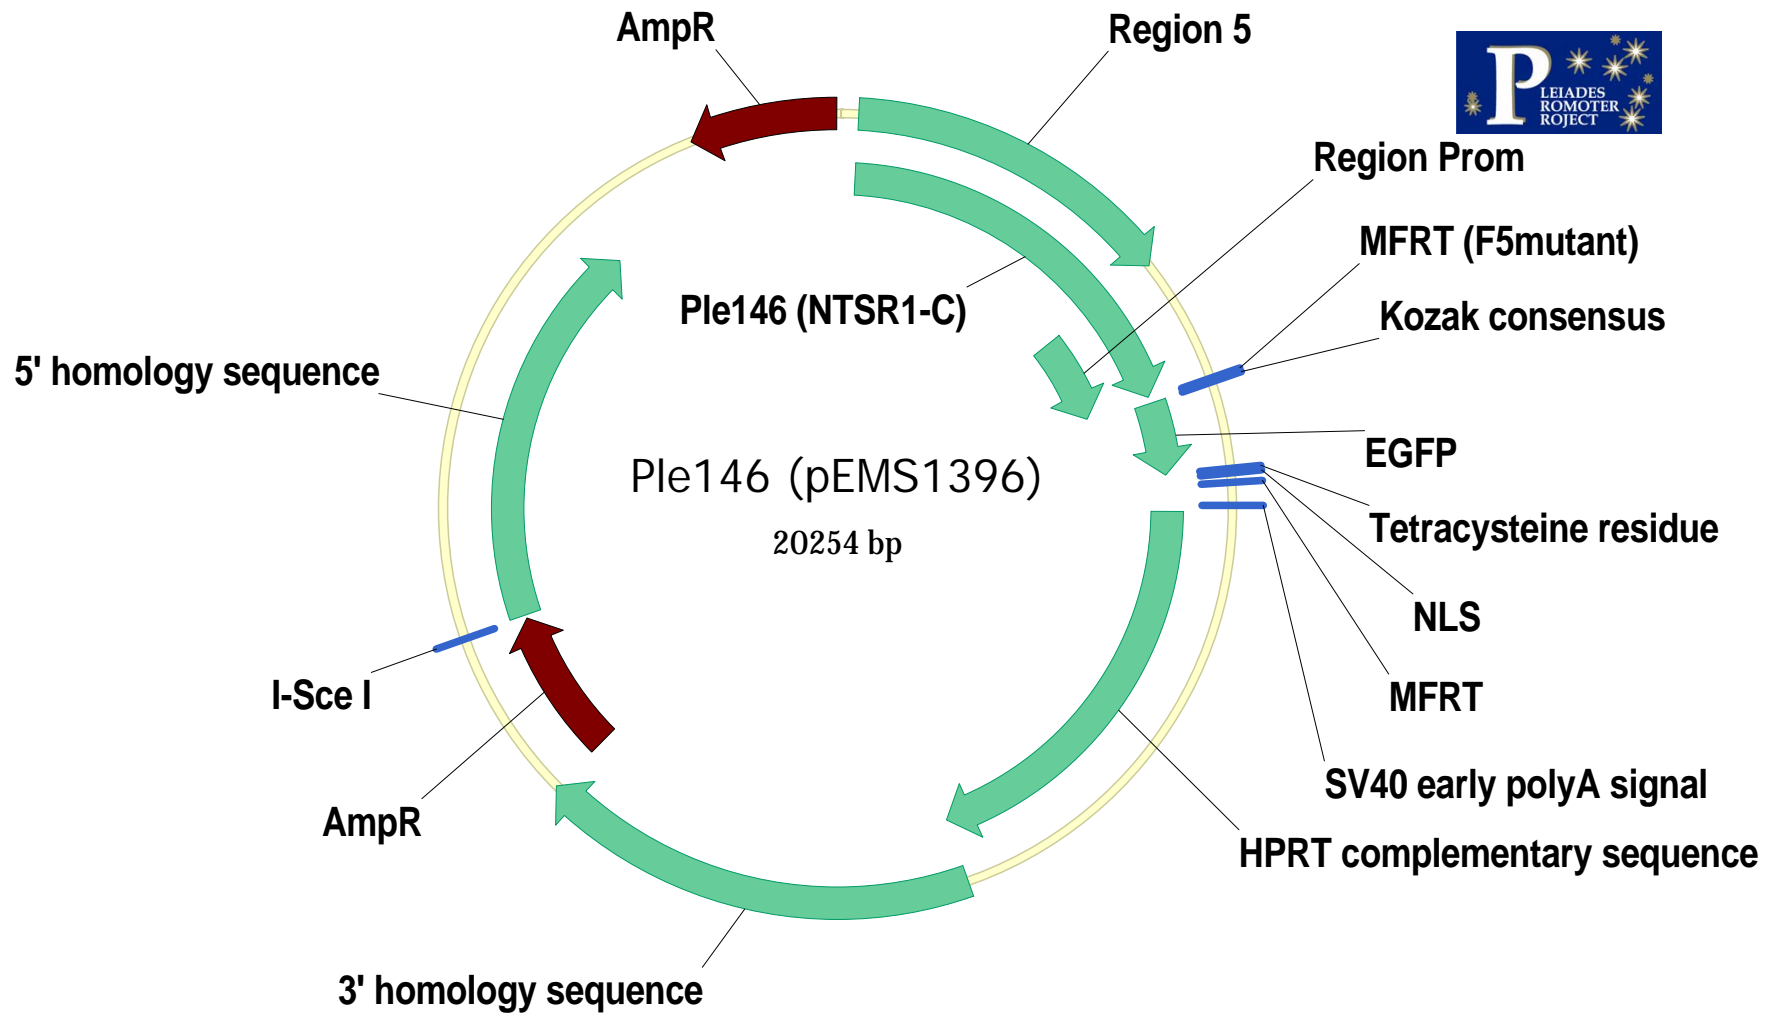 AmpR
Region 5
P
LEIADES
ROMOTER
ROJECT
Region Prom
MFRT (F5mutant)
Ple146 (NTSR1-C)
Kozak consensus
5' homology sequence
EGFP
Ple146 (pEMS1396)
20254 bp
Tetracysteine residue
NLS
I-Sce I
MFRT
SV40 early polyA signal
AmpR
HPRT complementary sequence
3' homology sequence